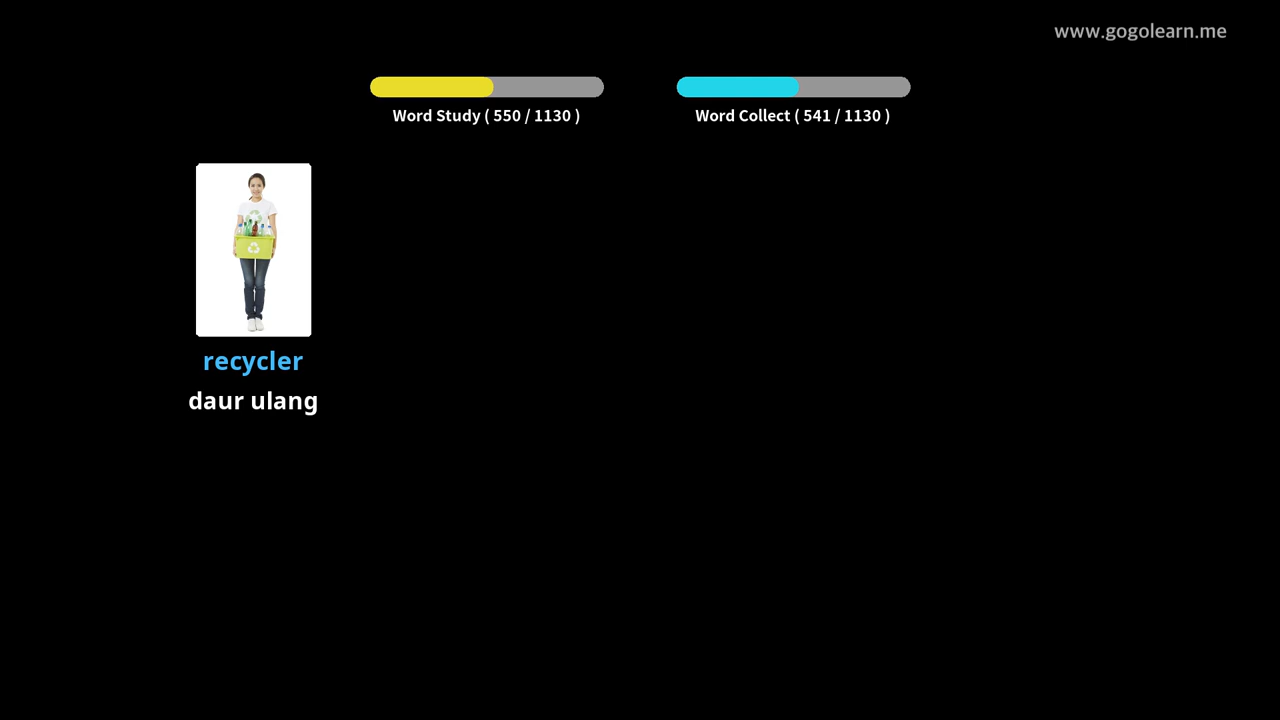 www.gogolearn.me
Word Study ( 550 / 1130 )
Word Collect ( 541 / 1130 )
recycler
daur ulang